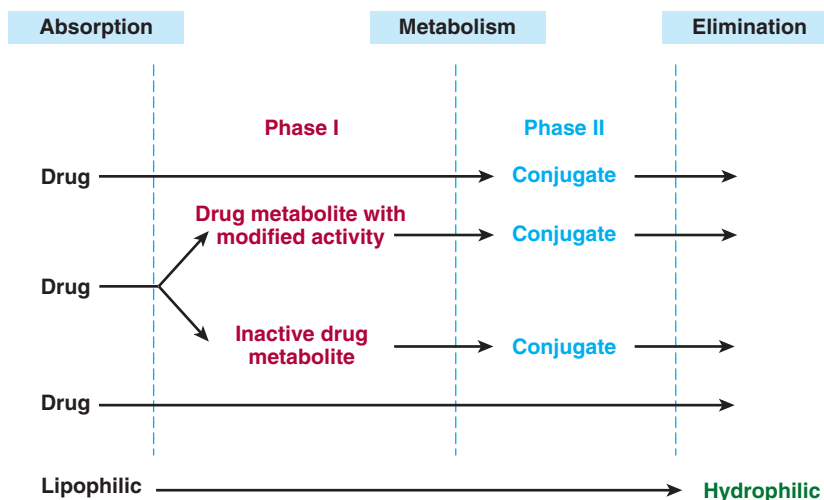 Absorption
Metabolism
Elimination
Phase I
Phase II
Drug
Conjugate
Drug metabolite with
modified activity
Conjugate
Drug
Inactive drug
metabolite
Conjugate
Drug
Lipophilic
Hydrophilic